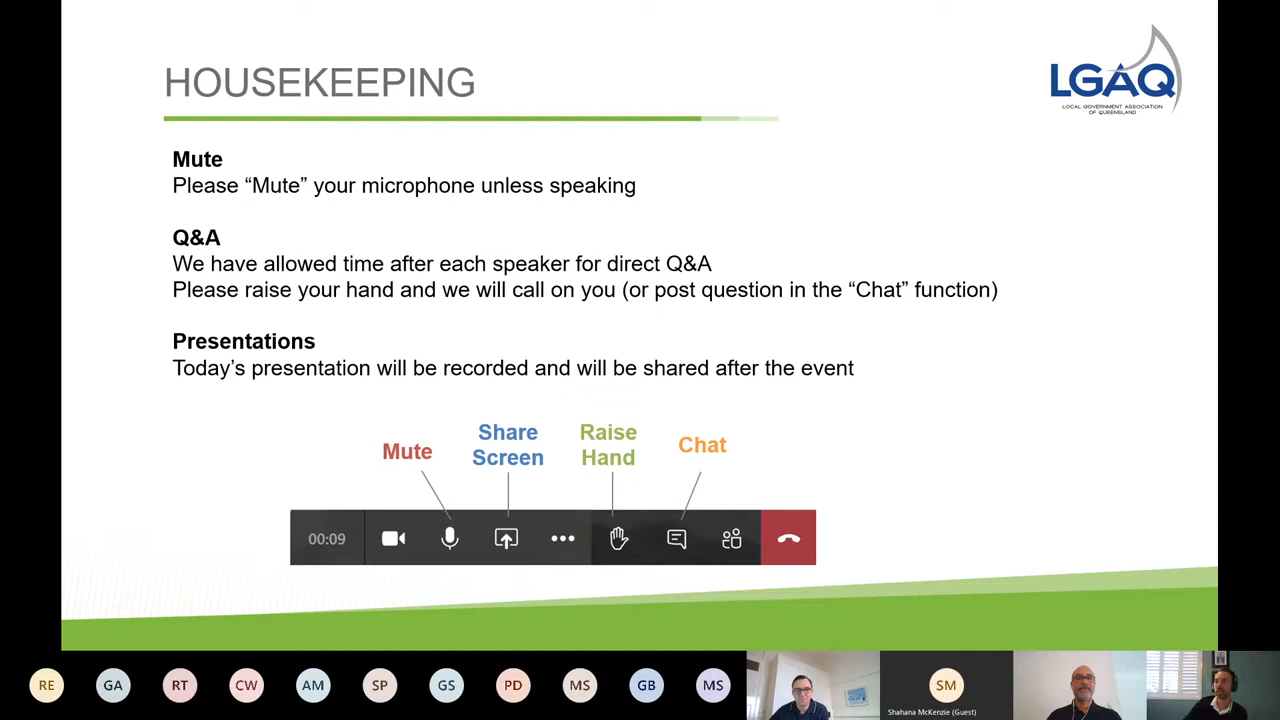 HOUSEKEEPING
LGAQ
LOCAL GOVERNMENT ASSOCIATION
OF QUEENSLAND
Mute
Please “Mute” your microphone unless speaking
Q&A
We have allowed time after each speaker for direct Q&A
Please raise your hand and we will call on you (or post question in the “Chat” function)
Presentations
Today’s presentation will be recorded and will be shared after the event
Mute
Share
Screen
Raise
Hand
Chat
00:09
RE GA RT CW AM SP GS PD MS GB MS SM
Shahana McKenzie (Guest)